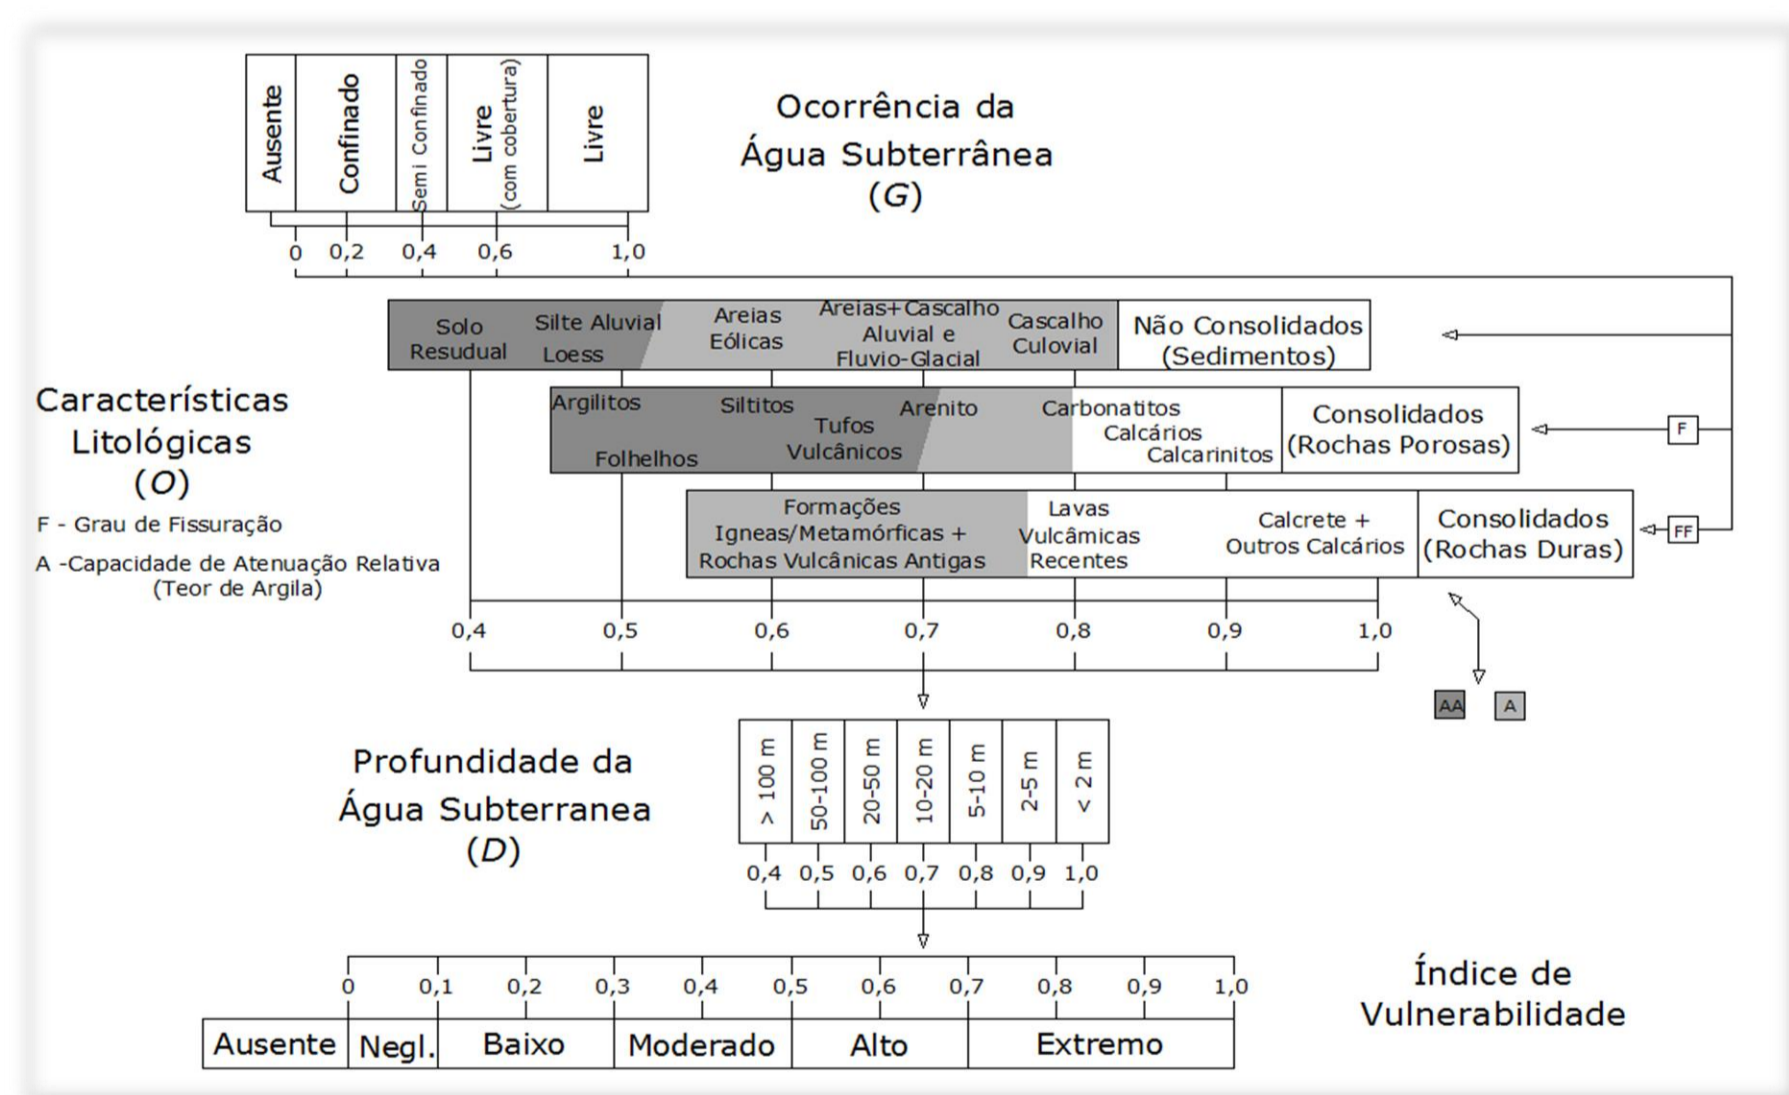 Ausente
Confinado
Semi Confinado
Livre
(com cobertura)
Livre
Ocorrência da
Água Subterrânea
(G)
0 0,2 0,4 0,6 1,0
Solo
Resudual
Silte Aluvial
Loess
Areias
Eólicas
Areias+Cascalho
Aluvial e
Fluvio-Glacial
Cascalho
Culovial
Não Consolidados
(Sedimentos)
Características
Litológicas
(O)
F - Grau de Fissuração
A -Capacidade de Atenuação Relativa
(Teor de Argila)
Argilitos
Folhelhos
Siltitos
Tufos
Vulcânicos
Arenito
Carbonatitos
Calcários
Calcarinitos
Consolidados
(Rochas Porosas)
F
Formações
Igneas/Metamórficas +
Rochas Vulcânicas Antigas
Lavas
Vulcâmicas
Recentes
Calcrete +
Outros Calcários
Consolidados
(Rochas Duras)
FF
0,4 0,5 0,6 0,7 0,8 0,9 1,0
AA A
Profundidade da
Água Subterranea
(D)
> 100 m
50-100 m
20-50 m
10-20 m
5-10 m
2-5 m
< 2 m
0,4 0,5 0,6 0,7 0,8 0,9 1,0
0 0,1 0,2 0,3 0,4 0,5 0,6 0,7 0,8 0,9 1,0
Ausente Negl. Baixo Moderado Alto Extremo
Índice de
Vulnerabilidade